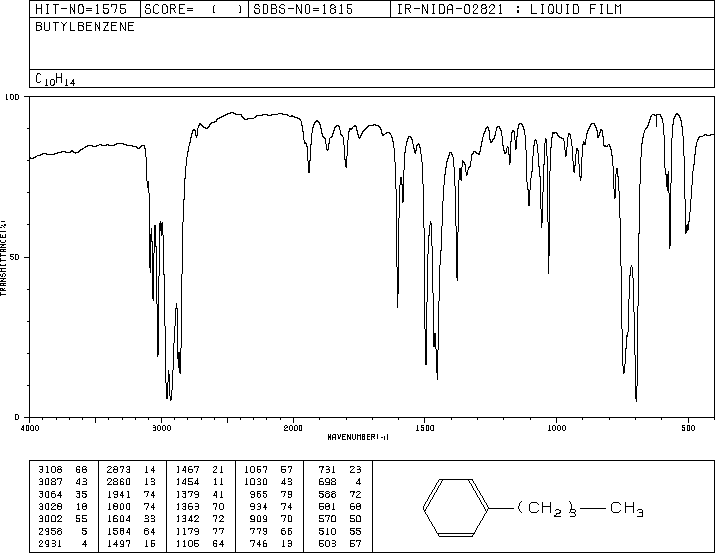 HIT-NO=1575 SCORE= ( ) SDBS-NO=1815 IR-NIDA-02821 : LIQUID FILM
BUTYLBENZENE
C10H14
100
50
0
TRANSMITTANCE(%)
4000 3000 2000 1500 1000 500
WAVENUMBER(-1)
3108 66 2873 14 1467 21 1057 57 731 23
3087 43 2860 13 1454 11 1030 43 698 4
3064 35 1941 74 1379 41 965 79 586 72
3028 18 1800 74 1363 70 934 74 581 68
3002 55 1604 33 1342 72 909 70 570 50
2958 5 1584 64 1179 77 779 66 510 55
2931 4 1497 16 1105 64 746 13 503 57
(CH2)3 CH3